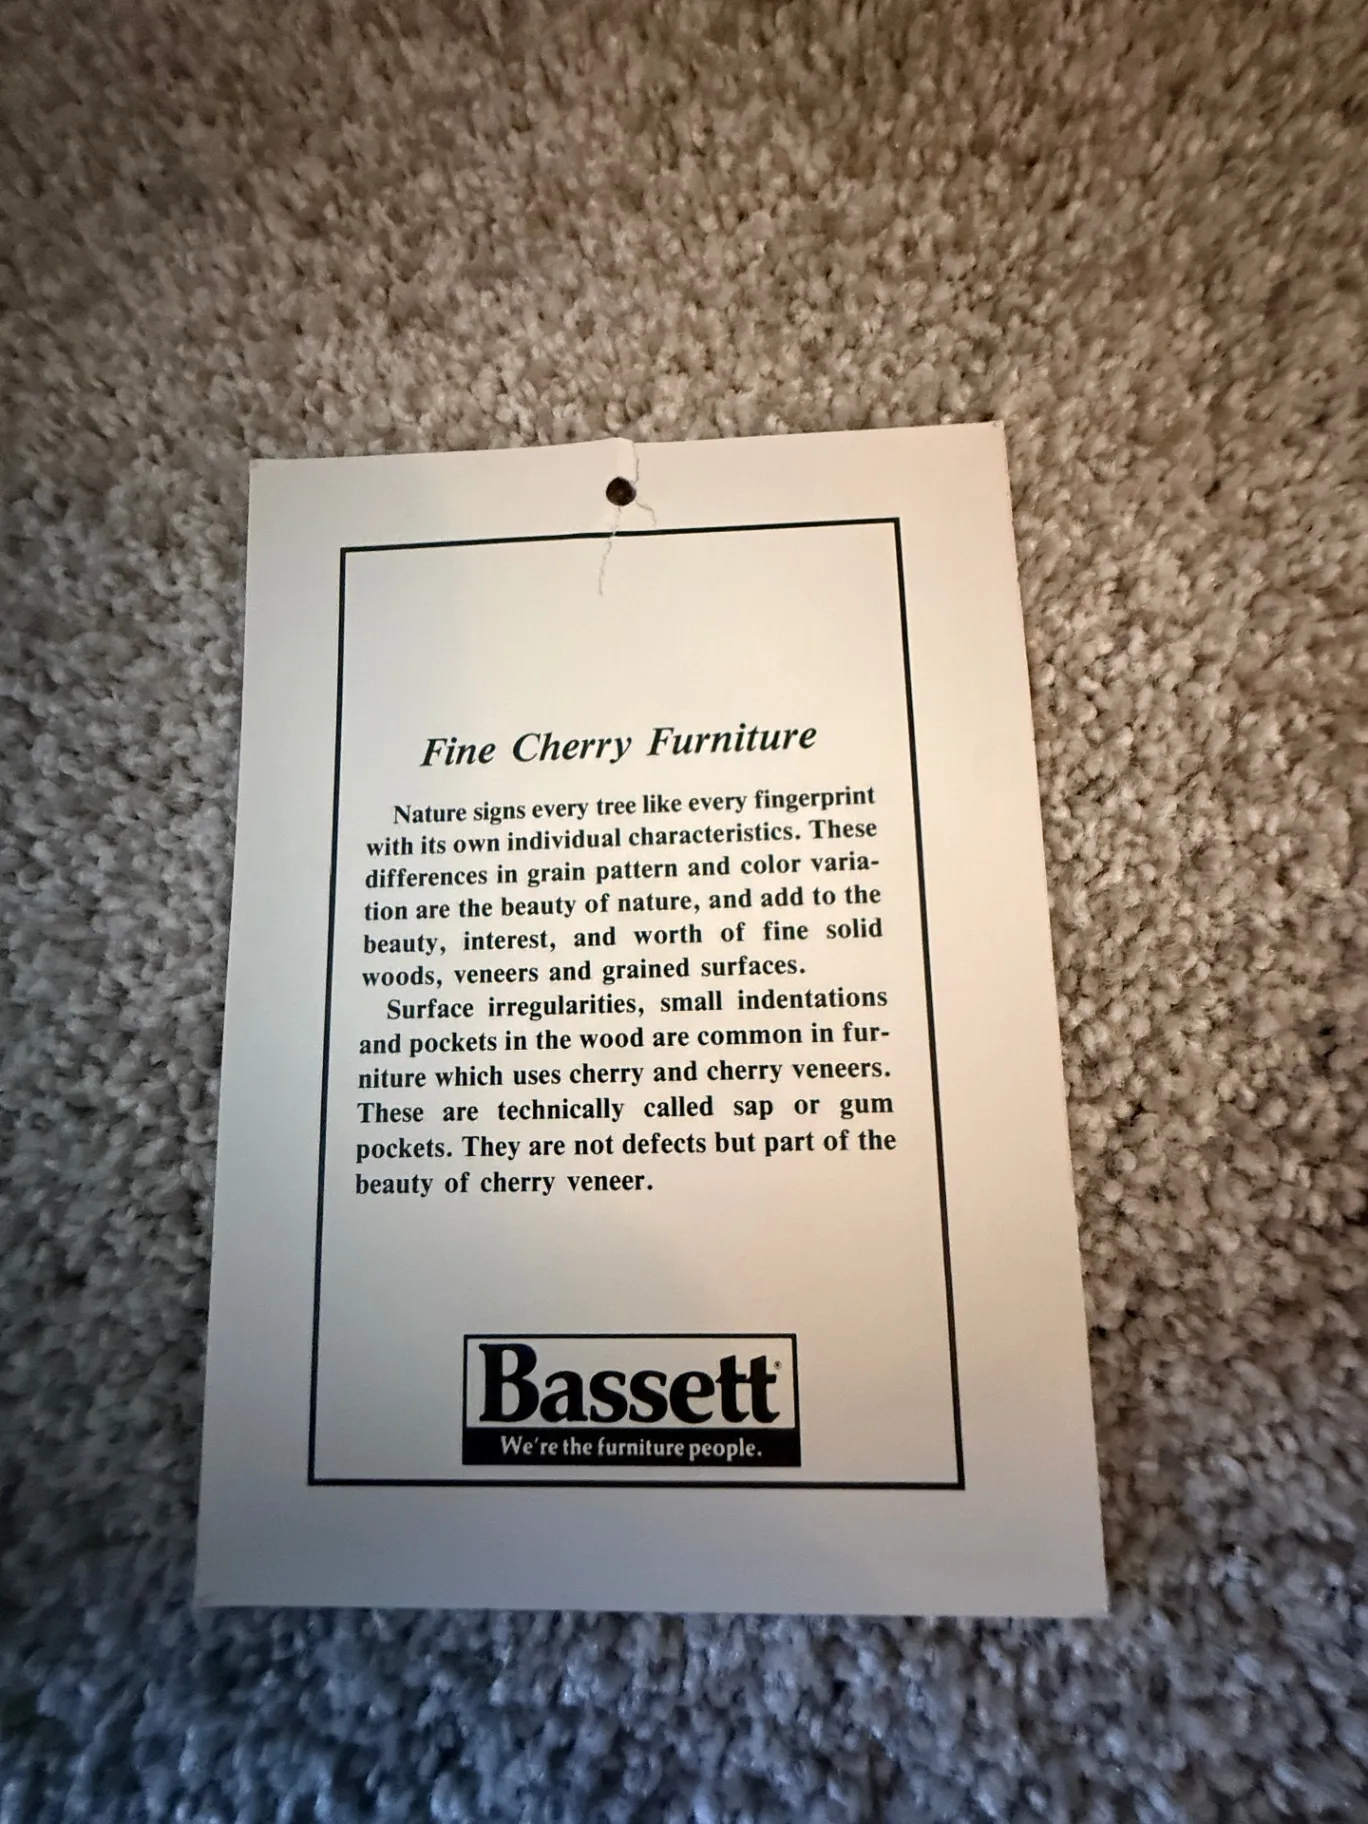 Fine Cherry Furniture
Nature signs every tree like every fingerprint
with its own individual characteristics. These
differences in grain pattern and color varia-
tion are the beauty of nature, and add to the
beauty, interest, and worth of fine solid
woods, veneers and grained surfaces.
Surface irregularities, small indentations
and pockets in the wood are common in fur-
niture which uses cherry and cherry veneers.
These are technically called sap or gum
pockets. They are not defects but part of the
beauty of cherry veneer.
Bassett®
We're the furniture people.